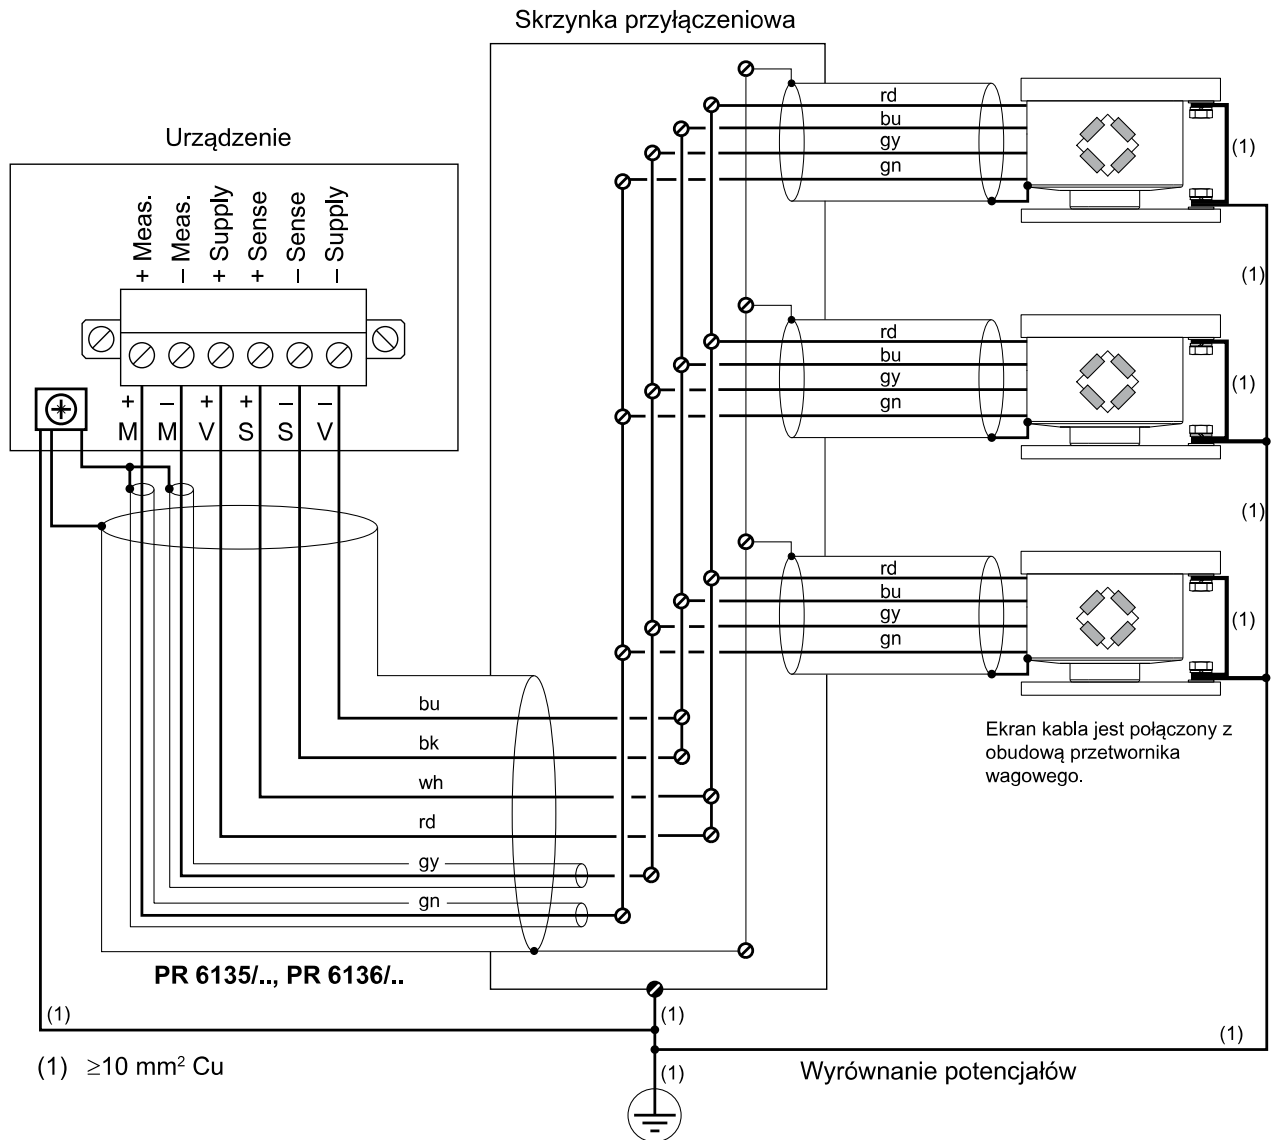 Skrzynka przyłączeniowa
Urządzenie
+ Meas.
– Meas.
+ Supply
+ Sense
– Sense
– Supply
+ – + + – –
M M V S S V
rd
bu
gy
gn
(1)
(1)
rd
bu
gy
gn
(1)
(1)
rd
bu
gy
gn
(1)
bu
bk
wh
rd
gy
gn
Ekran kabla jest połączony z
obudową przetwornika
wagowego.
PR 6135/.., PR 6136/..
(1)
(1)
(1)
(1) ≥10 mm² Cu
(1)
Wyrównanie potencjałów